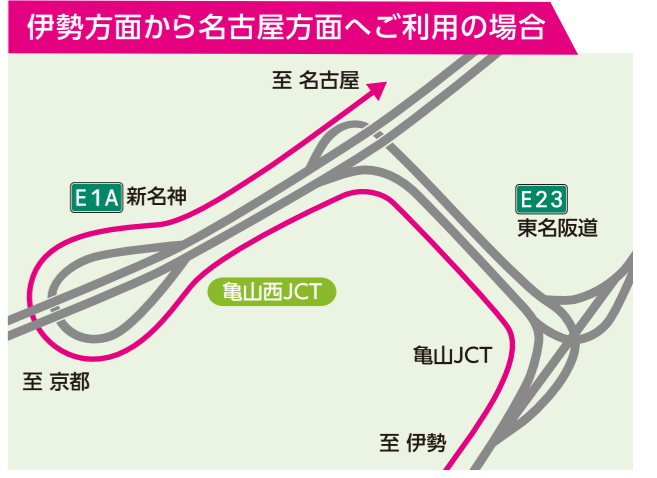 伊勢方面から名古屋方面へご利用の場合
至 名古屋
E1A 新名神
E23
東名阪道
亀山西JCT
亀山JCT
至 京都
至 伊勢